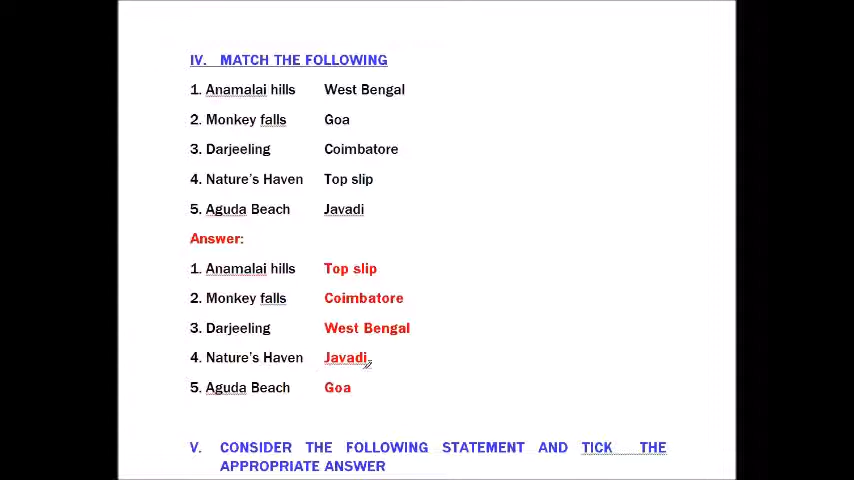 IV. MATCH THE FOLLOWING
1. Anamalai hills West Bengal
2. Monkey falls Goa
3. Darjeeling Coimbatore
4. Nature's Haven Top slip
5. Aguda Beach Javadi
Answer:
1. Anamalai hills Top slip
2. Monkey falls Coimbatore
3. Darjeeling West Bengal
4. Nature's Haven Javadi
5. Aguda Beach Goa
V. CONSIDER THE FOLLOWING STATEMENT AND TICK THE
APPROPRIATE ANSWER